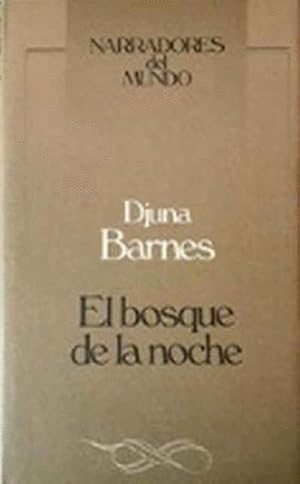 NARRADORES
del
MUNDO
Djuna
Barnes
El bosque
de la noche